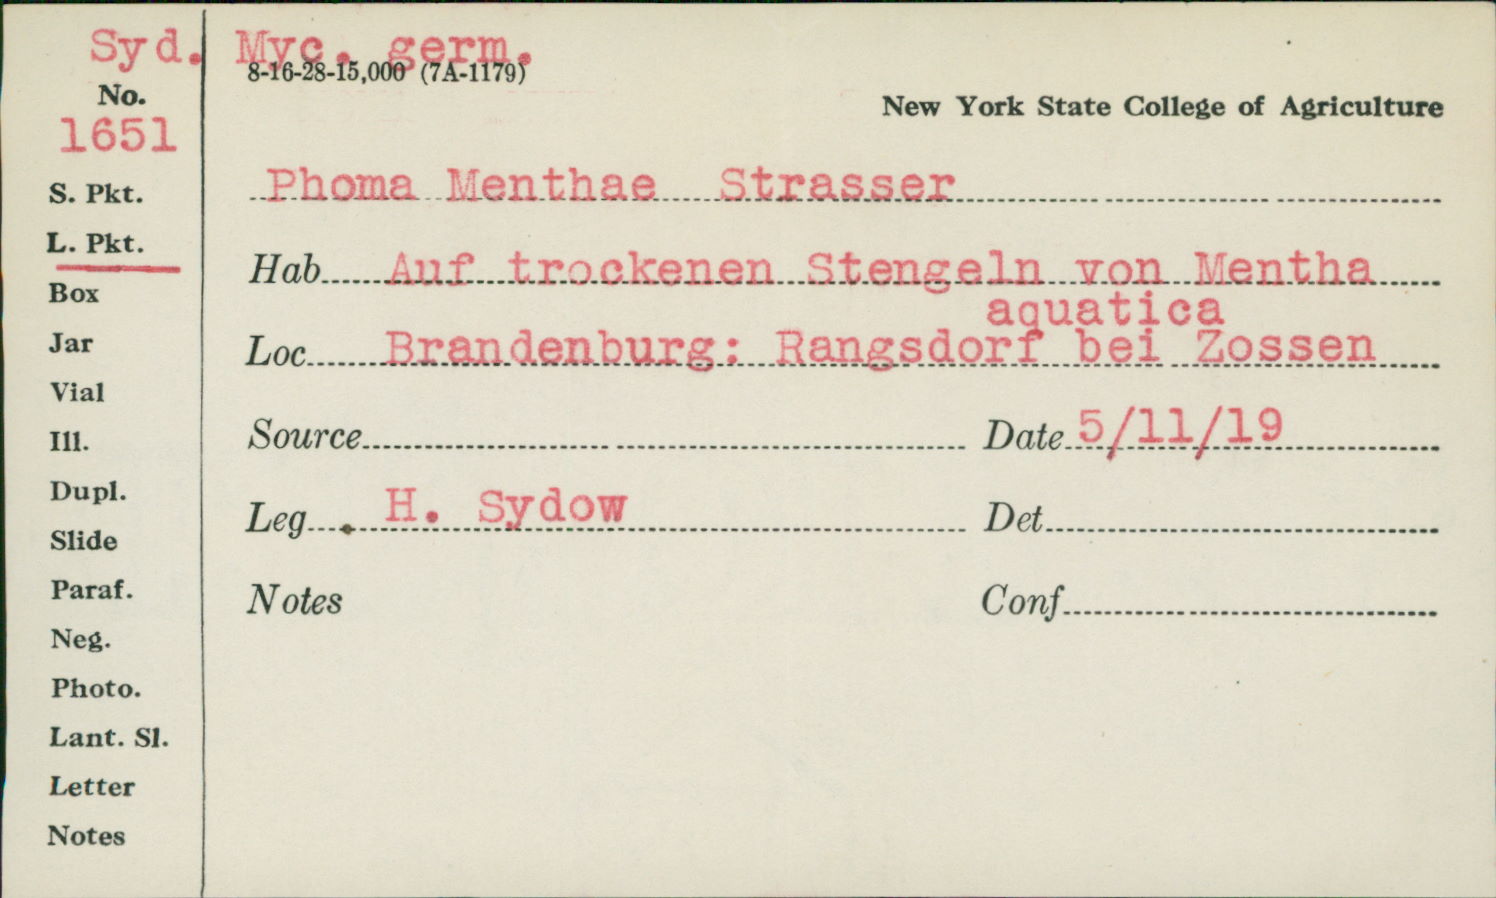 Syd. Myc. germ.
8-16-28-15,000 (7A-1179)
No.
1651
New York State College of Agriculture
S. Pkt.
Phoma Menthae Strasser
L. Pkt.
Hab Auf trockenen Stengeln von Mentha
aquatica
Box
Jar
Loc Brandenburg: Rangsdorf bei Zossen
Vial
Ill.
Source Date 5/11/19
Dupl.
Leg. H. Sydow Det
Slide
Paraf.
Notes Conf
Neg.
Photo.
Lant. Sl.
Letter
Notes